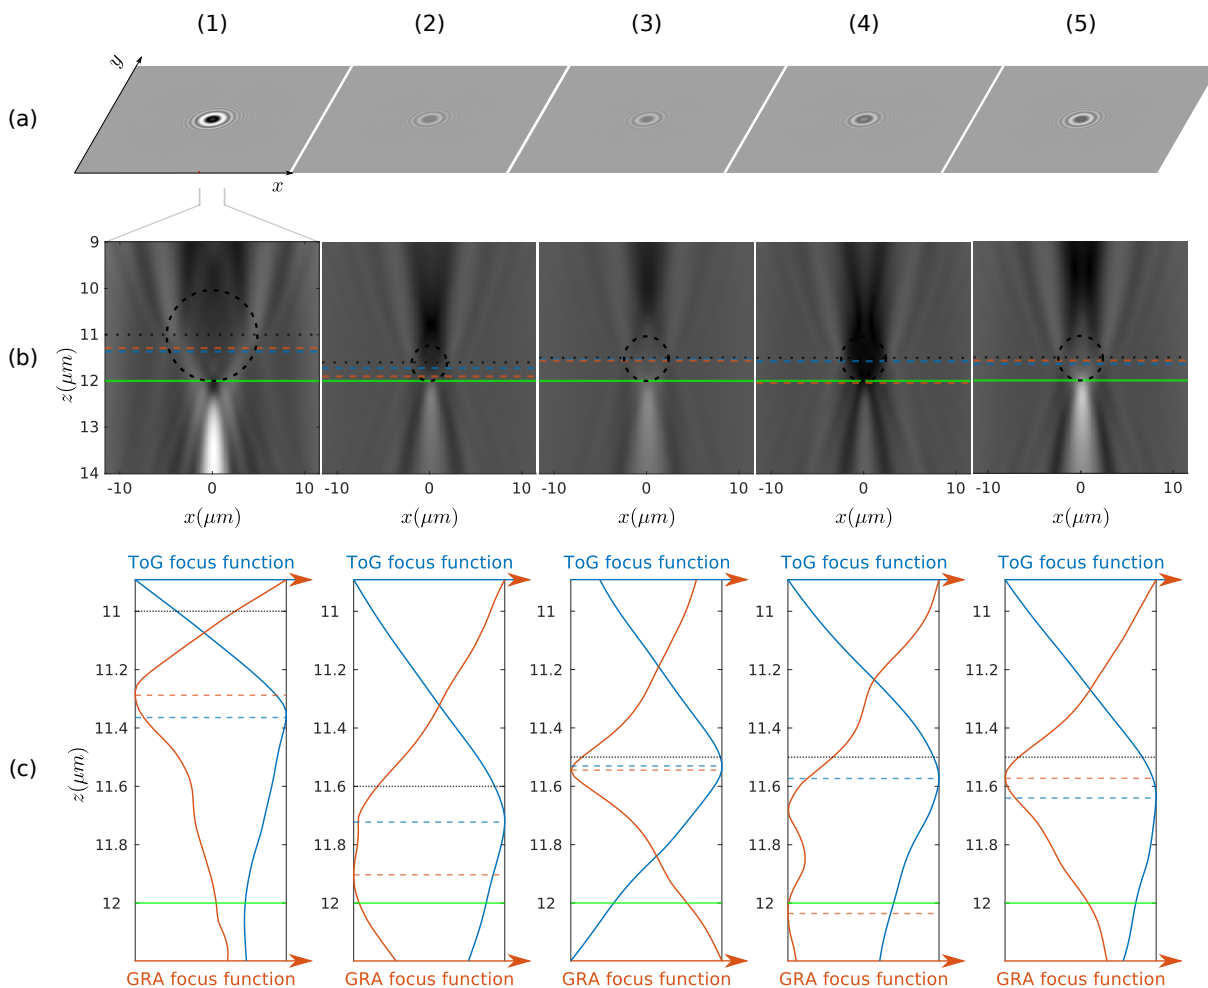 (1) (2) (3) (4) (5)
(a)
y
x
(b)
z(μm)
9
10
11
12
13
14
-10 0 10 -10 0 10 -10 0 10 -10 0 10 -10 0 10
x(μm) x(μm) x(μm) x(μm) x(μm)
ToG focus function ToG focus function ToG focus function ToG focus function ToG focus function
(c)
z(μm)
11 11 11 11 11
11.2 11.2 11.2 11.2 11.2
11.4 11.4 11.4 11.4 11.4
11.6 11.6 11.6 11.6 11.6
11.8 11.8 11.8 11.8 11.8
12 12 12 12 12
GRA focus function GRA focus function GRA focus function GRA focus function GRA focus function